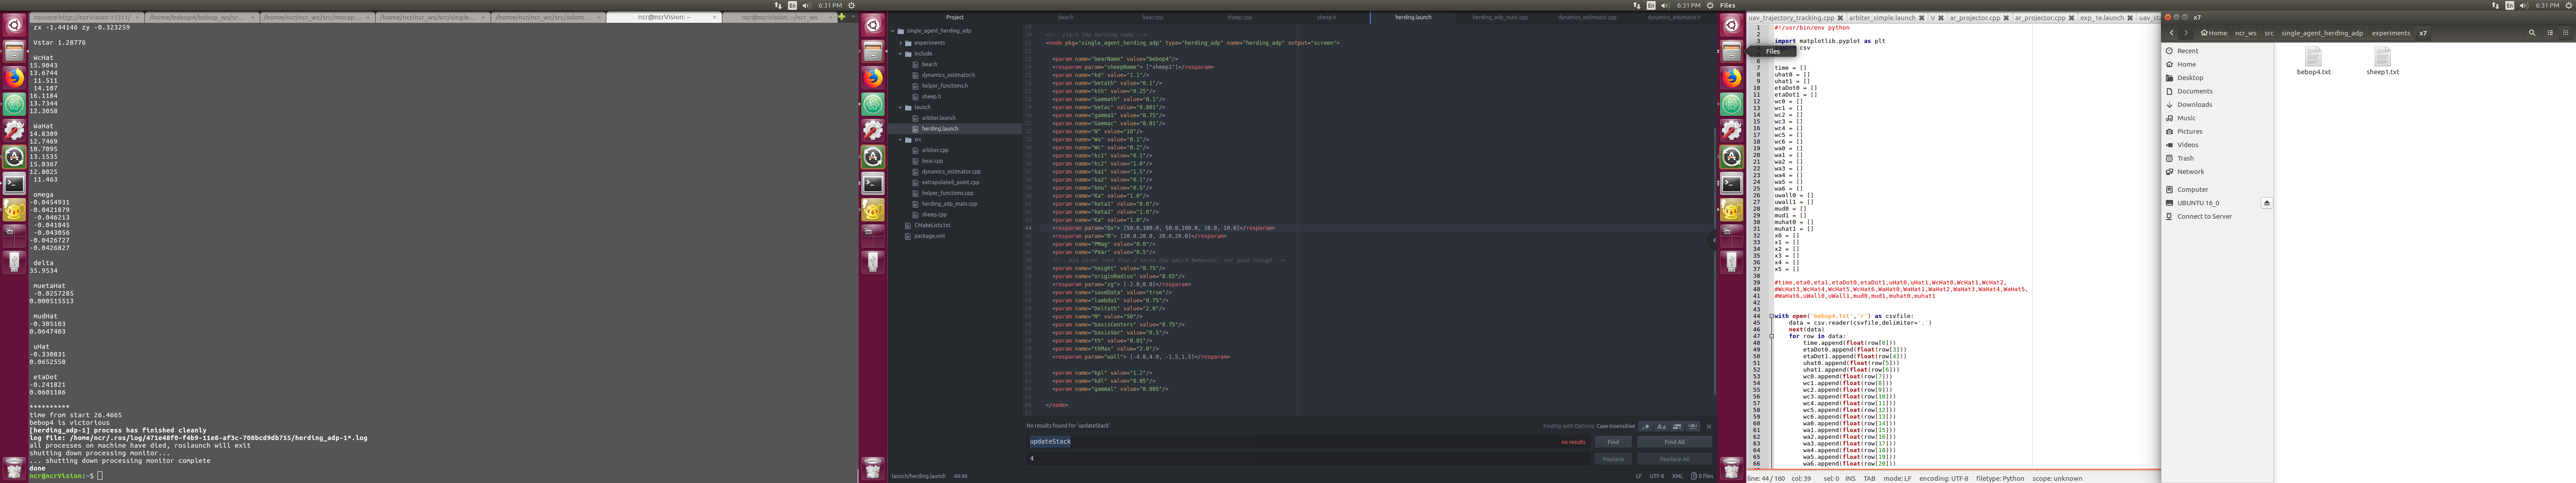 roscore http://ncrVision:11311/
/home/bebop4/bebop_ws/sr...
/home/ncr/ncr_ws/src/mocap...
/home/ncr/ncr_ws/src/single...
/home/ncr/ncr_ws/src/odom...
ncr@ncrVision: ~
ncr@ncrVision: ~/ncr_ws
En
6:31 PM
zx -1.44146 zy -0.323259
Vstar 1.28776
WcHat
15.9043
13.6744
11.511
14.107
16.1184
13.7344
12.3058
WaHat
14.8309
12.7469
10.7095
13.1535
15.0367
12.8025
11.463
omega
-0.0454931
-0.0421879
-0.046213
-0.041845
-0.043056
-0.0426727
-0.0426827
delta
35.9534
MuetaHat
-0.0257285
0.000515513
MudHat
-0.305103
0.0647403
uHat
-0.330831
0.0652558
etaDot
-0.241821
0.0601186
**********
time from start 26.4665
bebop4 is victorious
[herding_adp-1] process has finished cleanly
log file: /home/ncr/.ros/log/471e48f0-f4b9-11e8-af3c-708bcd9db755/herding_adp-1*.log
all processes on machine have died, roslaunch will exit
shutting down processing monitor...
... shutting down processing monitor complete
done
ncr@ncrVision:~$
En
6:31 PM
Project
single_agent_herding_adp
experiments
include
bear.h
dynamics_estimator.h
helper_functions.h
sheep.h
launch
arbiter.launch
herding.launch
src
arbiter.cpp
bear.cpp
dynamics_estimator.cpp
extrapolated_point.cpp
helper_functions.cpp
herding_adp_main.cpp
sheep.cpp
CMakeLists.txt
package.xml
bear.h
bear.cpp
sheep.cpp
sheep.h
herding.launch
herding_adp_main.cpp
dynamics_estimator.cpp
dynamics_estimator.h
<!-- start the herding node -->
<node pkg="single_agent_herding_adp" type="herding_adp" name="herding_adp" output="screen">
<param name="bearName" value="bebop4"/>
<rosparam param="sheepName"> ["sheep1"]</rosparam>
<param name="kd" value="1.1"/>
<param name="betath" value="0.1"/>
<param name="kth" value="0.25"/>
<param name="Gammath" value="0.1"/>
<param name="betac" value="0.001"/>
<param name="gamma1" value="0.75"/>
<param name="Gammac" value="0.01"/>
<param name="N" value="10"/>
<param name="Wa" value="0.1"/>
<param name="Wc" value="0.2"/>
<param name="kc1" value="0.1"/>
<param name="kc2" value="1.0"/>
<param name="ka1" value="1.5"/>
<param name="ka2" value="0.1"/>
<param name="knu" value="0.5"/>
<param name="Ka" value="1.0"/>
<param name="keta1" value="0.0"/>
<param name="keta2" value="1.0"/>
<param name="Ka" value="1.0"/>
<rosparam param="Qx"> [50.0,100.0, 50.0,100.0, 10.0, 10.0]</rosparam>
<rosparam param="R"> [20.0,20.0, 20.0,20.0]</rosparam>
<param name="PMag" value="0.0"/>
<param name="PVar" value="0.5"/>
<!-- eta terms less than d terms has weird behavior, not good though -->
<param name="height" value="0.75"/>
<param name="originRadius" value="0.65"/>
<rosparam param="zg"> [-2.0,0.0]</rosparam>
<param name="saveData" value="true"/>
<param name="lambda1" value="0.75"/>
<param name="Deltath" value="2.0"/>
<param name="M" value="50"/>
<param name="basisCenters" value="0.75"/>
<param name="basisVar" value="0.5"/>
<param name="th" value="0.01"/>
<param name="thMax" value="2.0"/>
<rosparam param="wall"> [-4.0,4.0, -1.5,1.5]</rosparam>
<param name="kpl" value="1.2"/>
<param name="kdl" value="0.05"/>
<param name="gammal" value="0.005"/>
</node>
No results found for 'updateStack'
Finding with Options: Case Insensitive
updateStack
no results
Find
Find All
4
Replace
Replace All
launch/herding.launch 44:46
LF UTF-8 XML 0 files
Files
En
6:31 PM
Files
uav_trajectory_tracking.cpp
arbiter_simple.launch
V
ar_projector.cpp
ar_projector.cpp
exp_1e.launch
uav_sta
#!/usr/bin/env python
import matplotlib.pyplot as plt
csv
time = []
uhat0 = []
uhat1 = []
etaDot0 = []
etaDot1 = []
wc0 = []
wc1 = []
wc2 = []
wc3 = []
wc4 = []
wc5 = []
wc6 = []
wa0 = []
wa1 = []
wa2 = []
wa3 = []
wa4 = []
wa5 = []
wa6 = []
uwall0 = []
uwall1 = []
mud0 = []
mud1 = []
muhat0 = []
muhat1 = []
x0 = []
x1 = []
x2 = []
x3 = []
x4 = []
x5 = []
#time,eta0,eta1,etaDot0,etaDot1,uHat0,uHat1,WcHat0,WcHat1,WcHat2,
#WcHat3,WcHat4,WcHat5,WcHat6,WaHat0,WaHat1,WaHat2,WaHat3,WaHat4,WaHat5,
#WaHat6,uWall0,uWall1,mud0,mud1,muhat0,muhat1
with open('bebop4.txt','r') as csvfile:
data = csv.reader(csvfile,delimiter=',')
next(data)
for row in data:
time.append(float(row[0]))
etaDot0.append(float(row[3]))
etaDot1.append(float(row[4]))
uhat0.append(float(row[5]))
uhat1.append(float(row[6]))
wc0.append(float(row[7]))
wc1.append(float(row[8]))
wc2.append(float(row[9]))
wc3.append(float(row[10]))
wc4.append(float(row[11]))
wc5.append(float(row[12]))
wc6.append(float(row[13]))
wa0.append(float(row[14]))
wa1.append(float(row[15]))
wa2.append(float(row[16]))
wa3.append(float(row[17]))
wa4.append(float(row[18]))
wa5.append(float(row[19]))
wa6.append(float(row[20]))
line: 44 / 160 col: 39 sel: 0 INS TAB mode: LF encoding: UTF-8 filetype: Python scope: unknown
x7
Home
ncr_ws
src
single_agent_herding_adp
experiments
x7
Recent
Home
Desktop
Documents
Downloads
Music
Pictures
Videos
Trash
Network
Computer
UBUNTU 16_0
Connect to Server
bebop4.txt
sheep1.txt